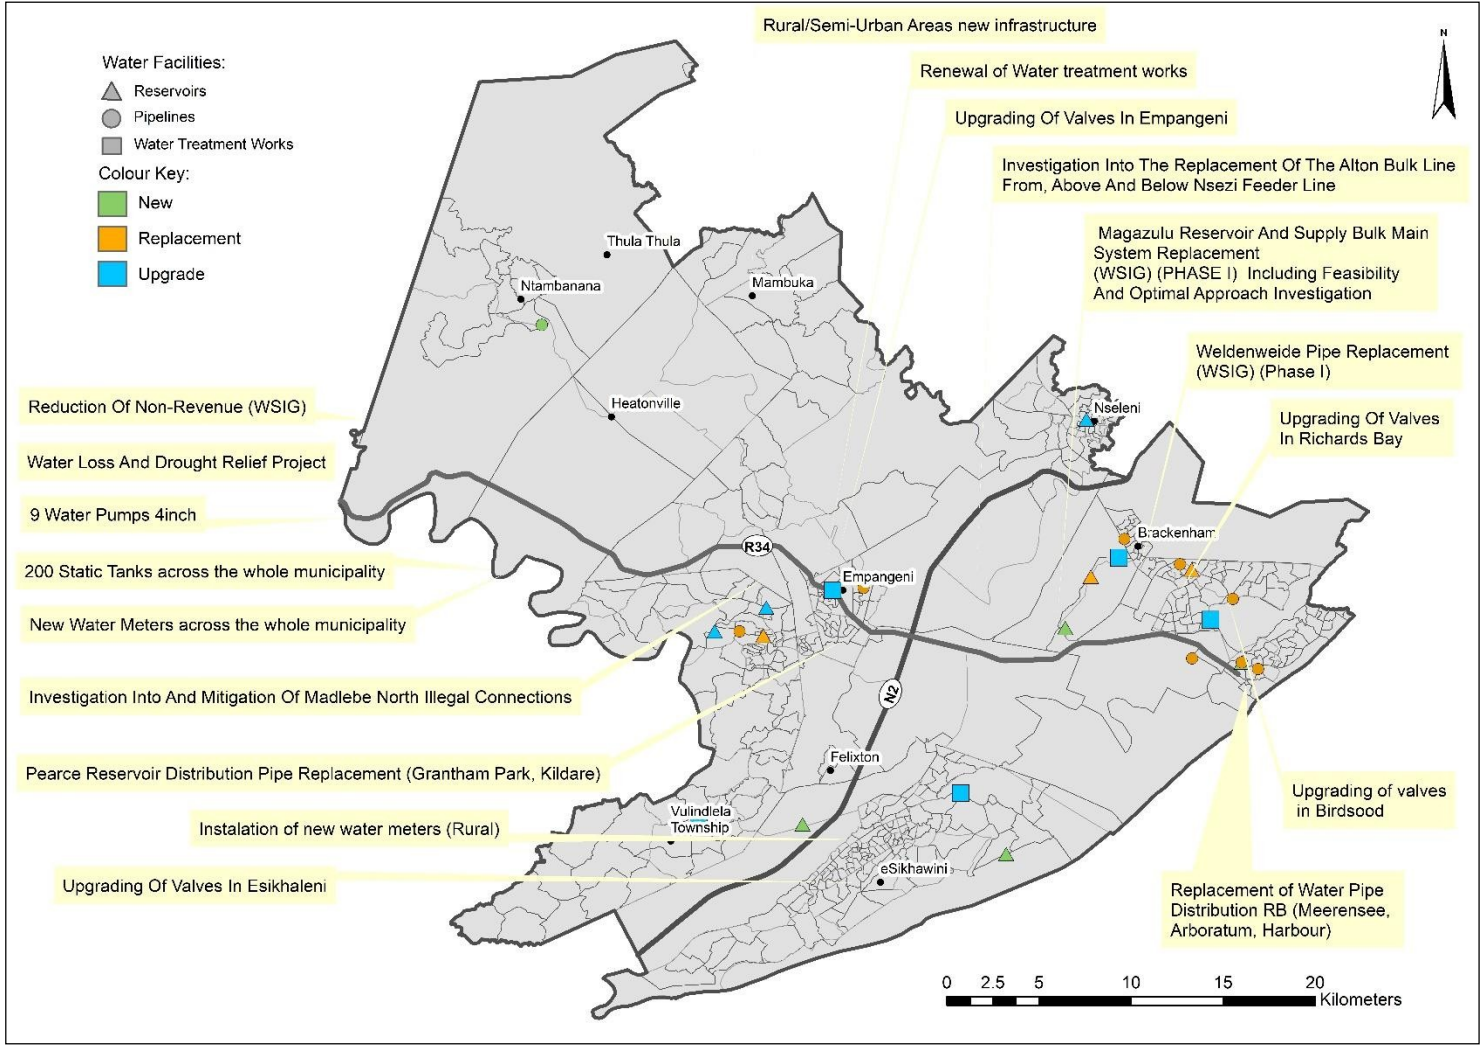 Rural/Semi-Urban Areas new infrastructure
Renewal of Water treatment works
Upgrading Of Valves In Empangeni
Investigation Into The Replacement Of The Alton Bulk Line
From, Above And Below Nsezi Feeder Line
Magazulu Reservoir And Supply Bulk Main
System Replacement
(WSIG) (PHASE I) Including Feasibility
And Optimal Approach Investigation
Weldenweide Pipe Replacement
(WSIG) (Phase I)
Upgrading Of Valves
In Richards Bay
N
Water Facilities:
Reservoirs
Pipelines
Water Treatment Works
Colour Key:
New
Replacement
Upgrade
Thula Thula
Ntambanana
Mambuka
Heatonville
Nseleni
Brackenham
R34
Empangeni
N2
Felixton
Vulindlela
Township
eSikhawini
Reduction Of Non-Revenue (WSIG)
Water Loss And Drought Relief Project
9 Water Pumps 4inch
200 Static Tanks across the whole municipality
New Water Meters across the whole municipality
Investigation Into And Mitigation Of Madlebe North Illegal Connections
Pearce Reservoir Distribution Pipe Replacement (Grantham Park, Kildare)
Instalation of new water meters (Rural)
Upgrading Of Valves In Esikhaleni
Upgrading of valves
in Birdsood
Replacement of Water Pipe
Distribution RB (Meerensee,
Arboratum, Harbour)
0 2.5 5 10 15 20
Kilometers